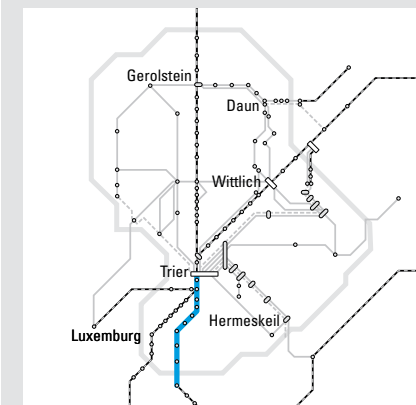 Gerolstein
Daun
Wittlich
Trier
Hermeskeil
Luxemburg